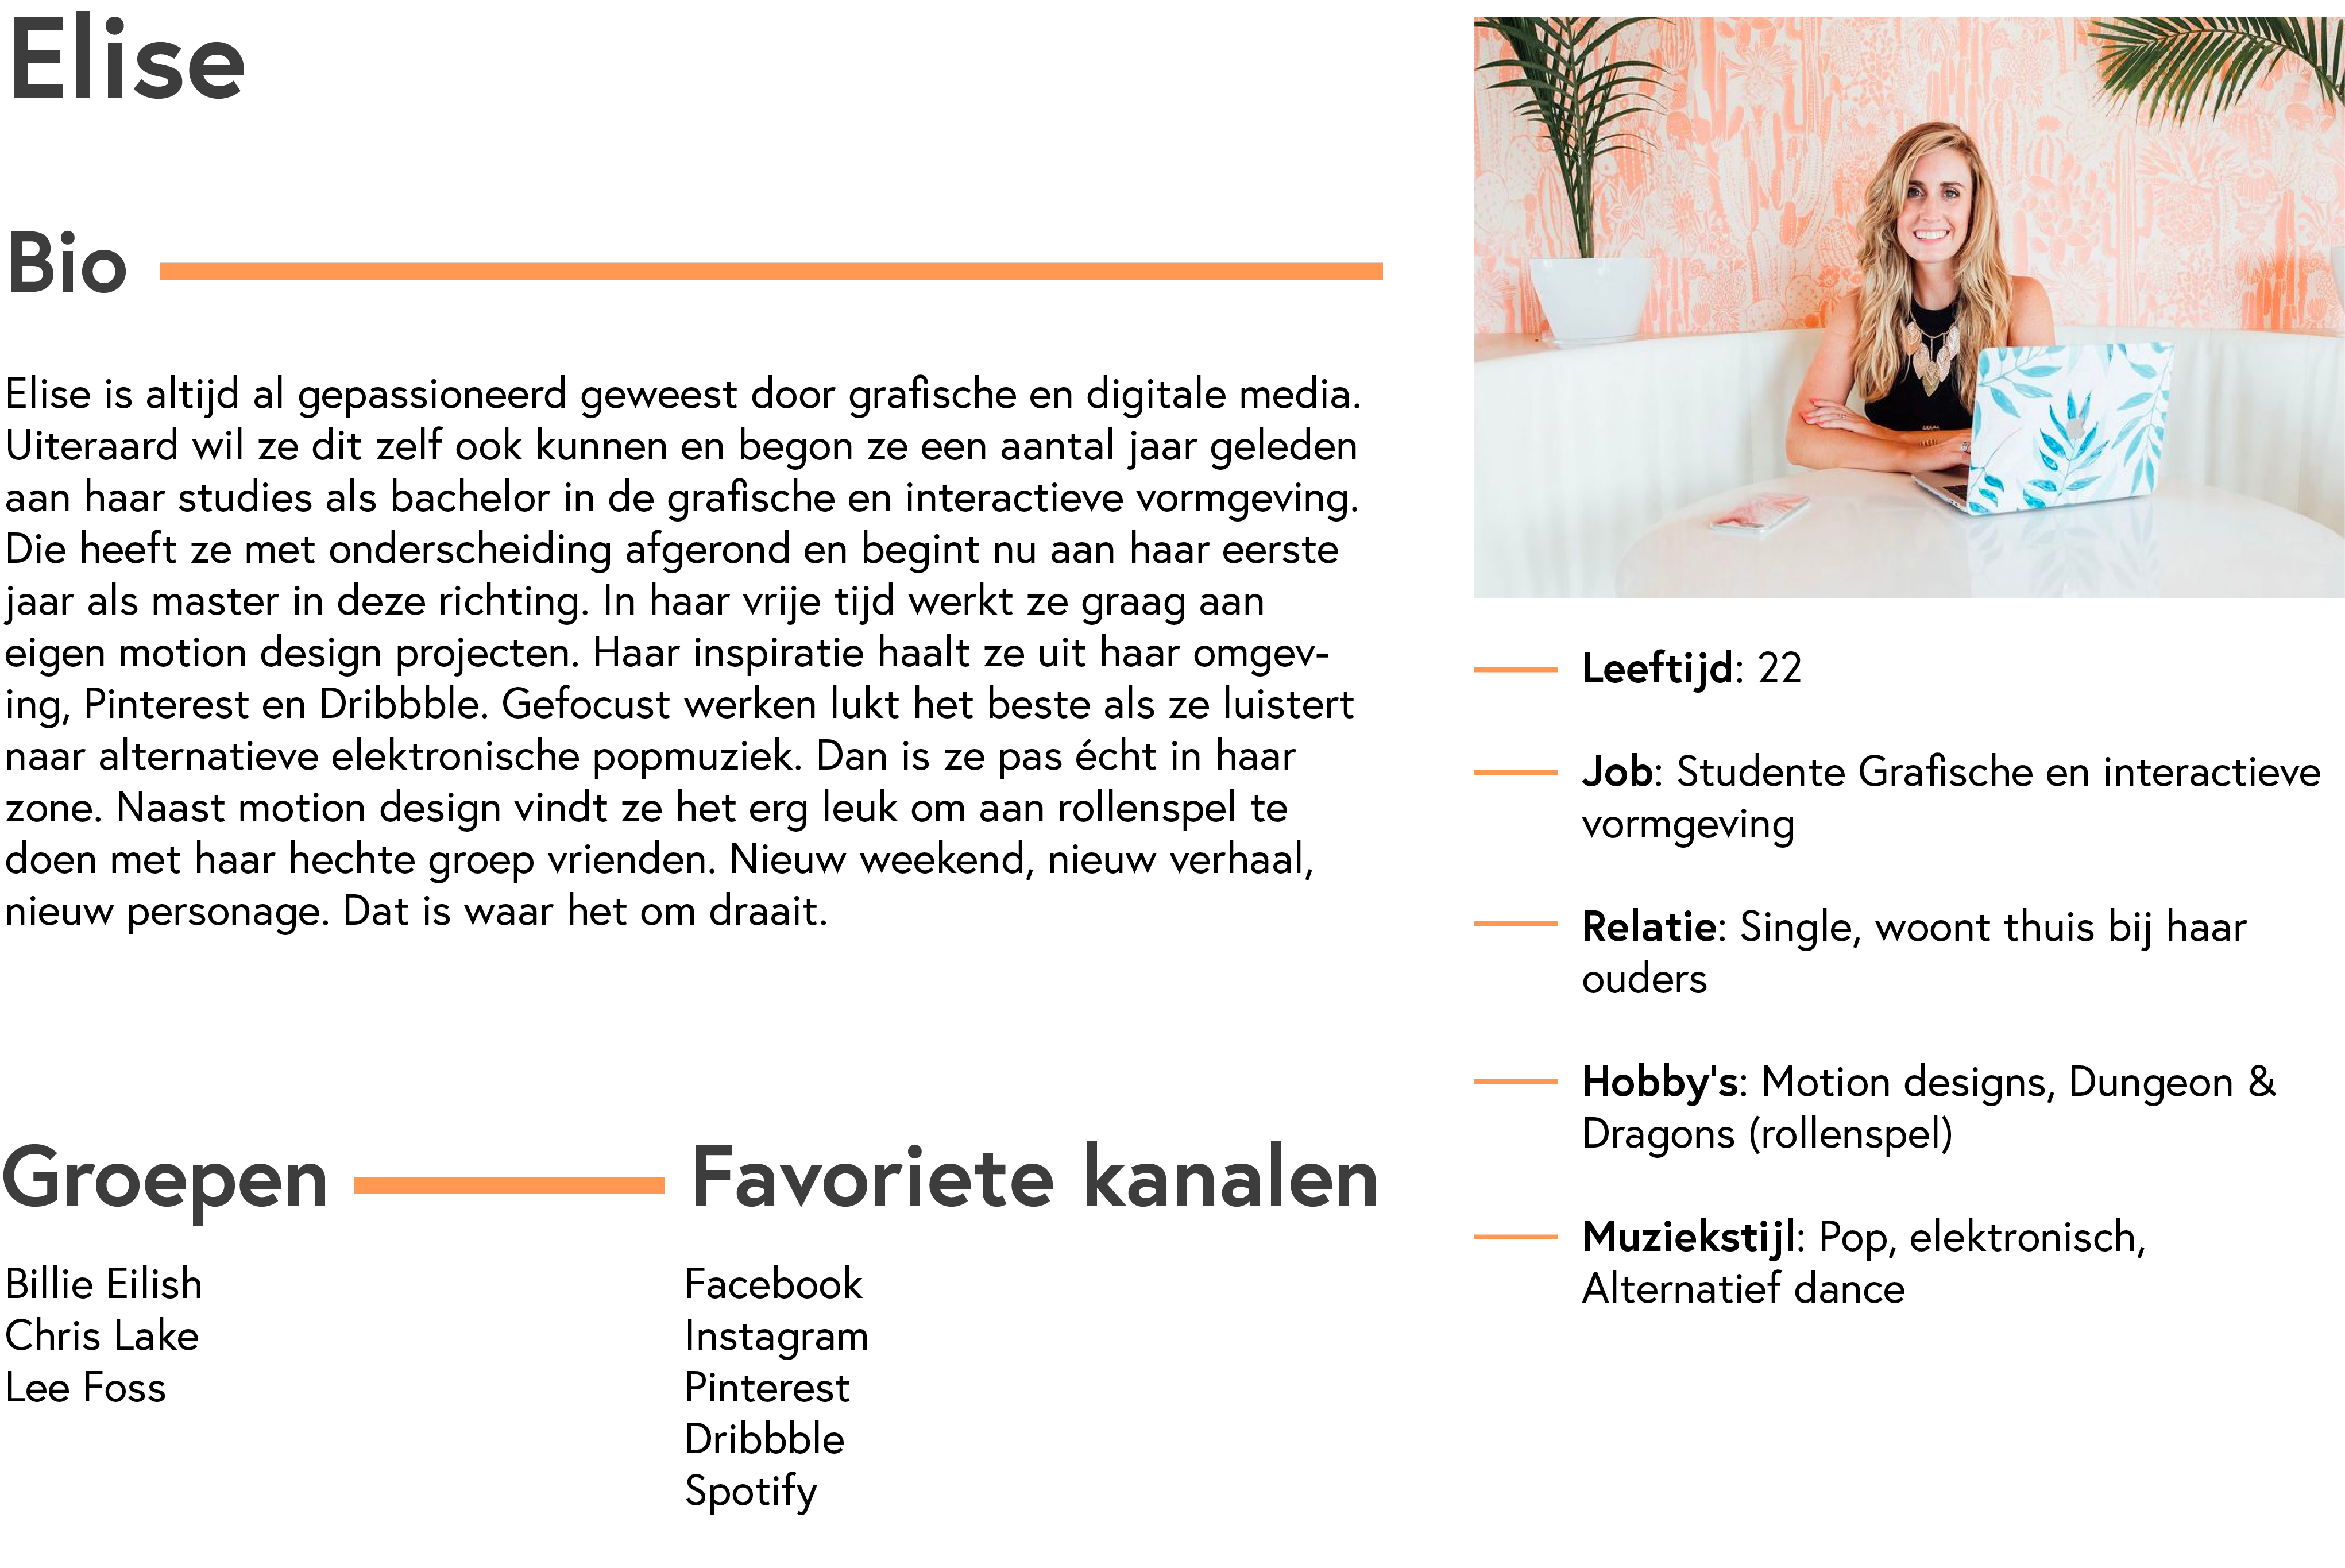 Elise
Bio
Elise is altijd al gepassioneerd geweest door grafische en digitale media.
Uiteraard wil ze dit zelf ook kunnen en begon ze een aantal jaar geleden
aan haar studies als bachelor in de grafische en interactieve vormgeving.
Die heeft ze met onderscheiding afgerond en begint nu aan haar eerste
jaar als master in deze richting. In haar vrije tijd werkt ze graag aan
eigen motion design projecten. Haar inspiratie haalt ze uit haar omgev-
ing, Pinterest en Dribbble. Gefocust werken lukt het beste als ze luistert
naar alternatieve elektronische popmuziek. Dan is ze pas écht in haar
zone. Naast motion design vindt ze het erg leuk om aan rollenspel te
doen met haar hechte groep vrienden. Nieuw weekend, nieuw verhaal,
nieuw personage. Dat is waar het om draait.
Groepen
Billie Eilish
Chris Lake
Lee Foss
Favoriete kanalen
Facebook
Instagram
Pinterest
Dribbble
Spotify
Leeftijd: 22
Job: Studente Grafische en interactieve
vormgeving
Relatie: Single, woont thuis bij haar
ouders
Hobby's: Motion designs, Dungeon &
Dragons (rollenspel)
Muziekstijl: Pop, elektronisch,
Alternatief dance